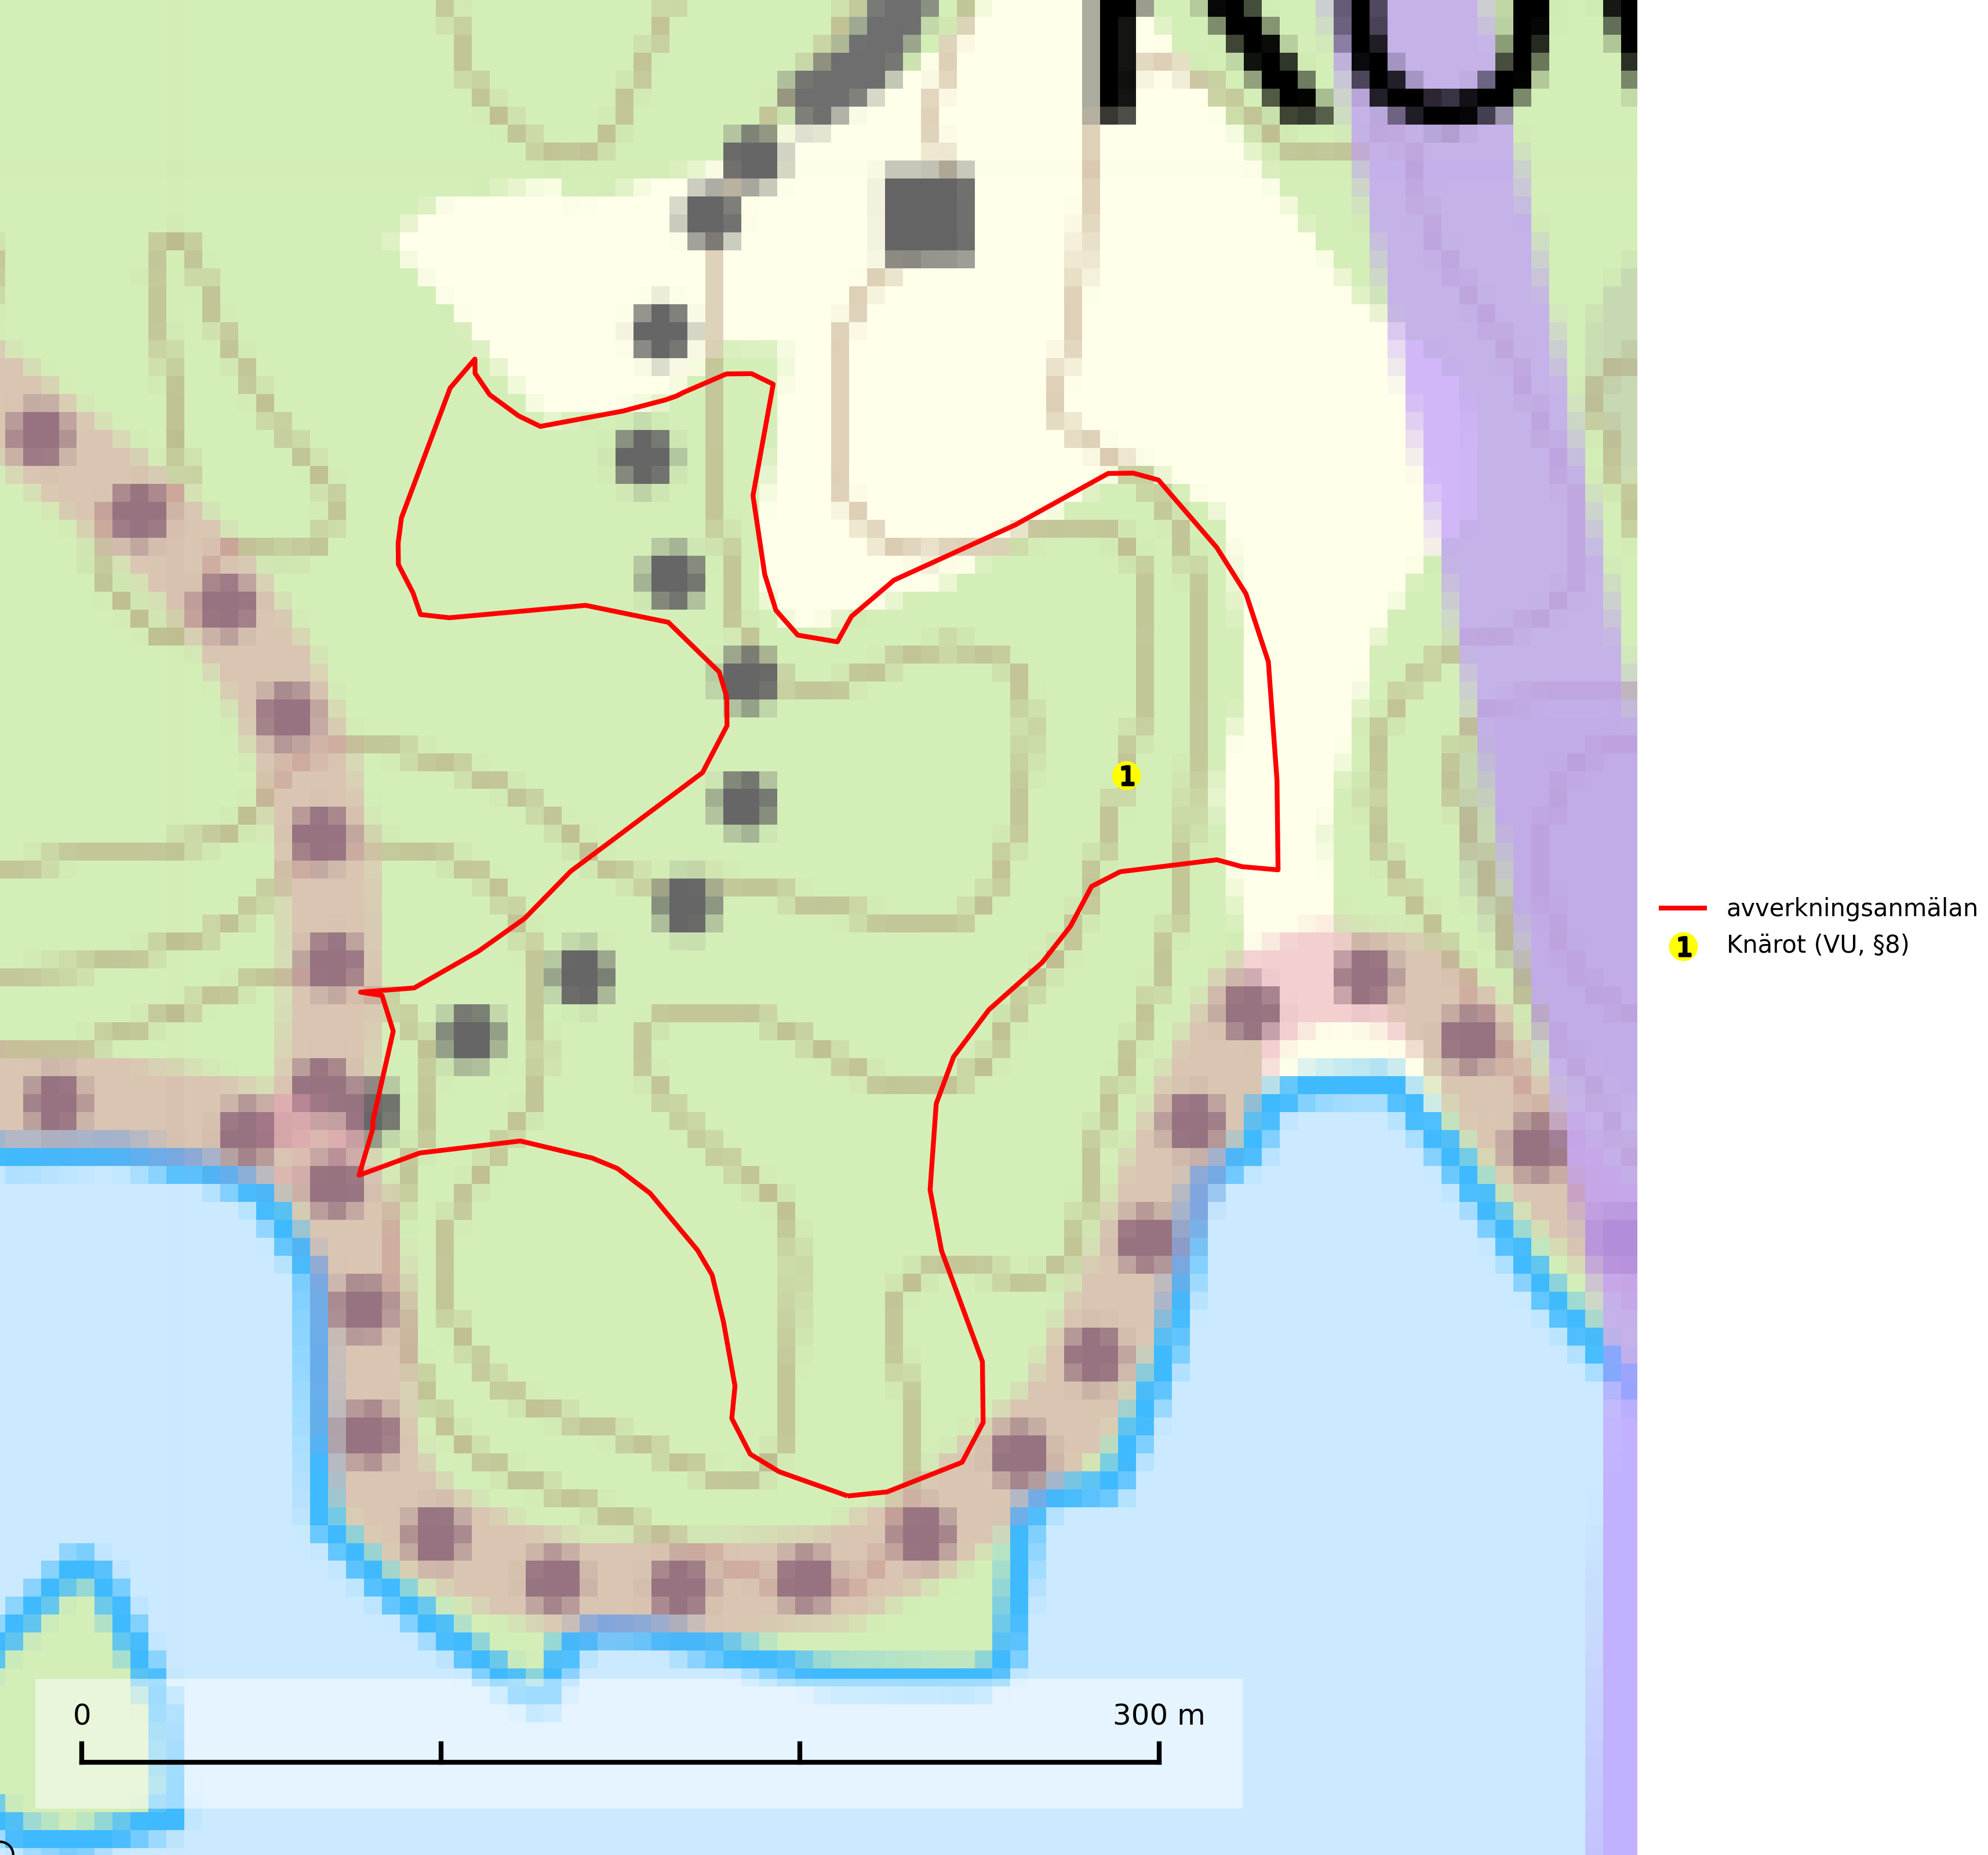 1
avverkningsanmälan
1 Knärot (VU, §8)
0 300 m